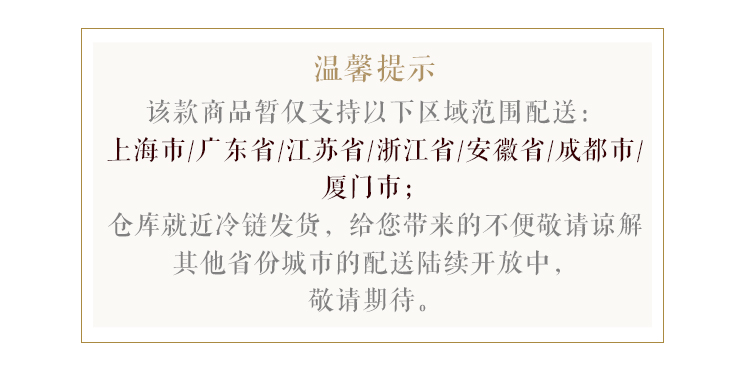 温馨提示
该款商品暂仅支持以下区域范围配送：
上海市/广东省/江苏省/浙江省/安徽省/成都市/
厦门市；
仓库就近冷链发货，给您带来的不便敬请谅解
其他省份城市的配送陆续开放中，
敬请期待。